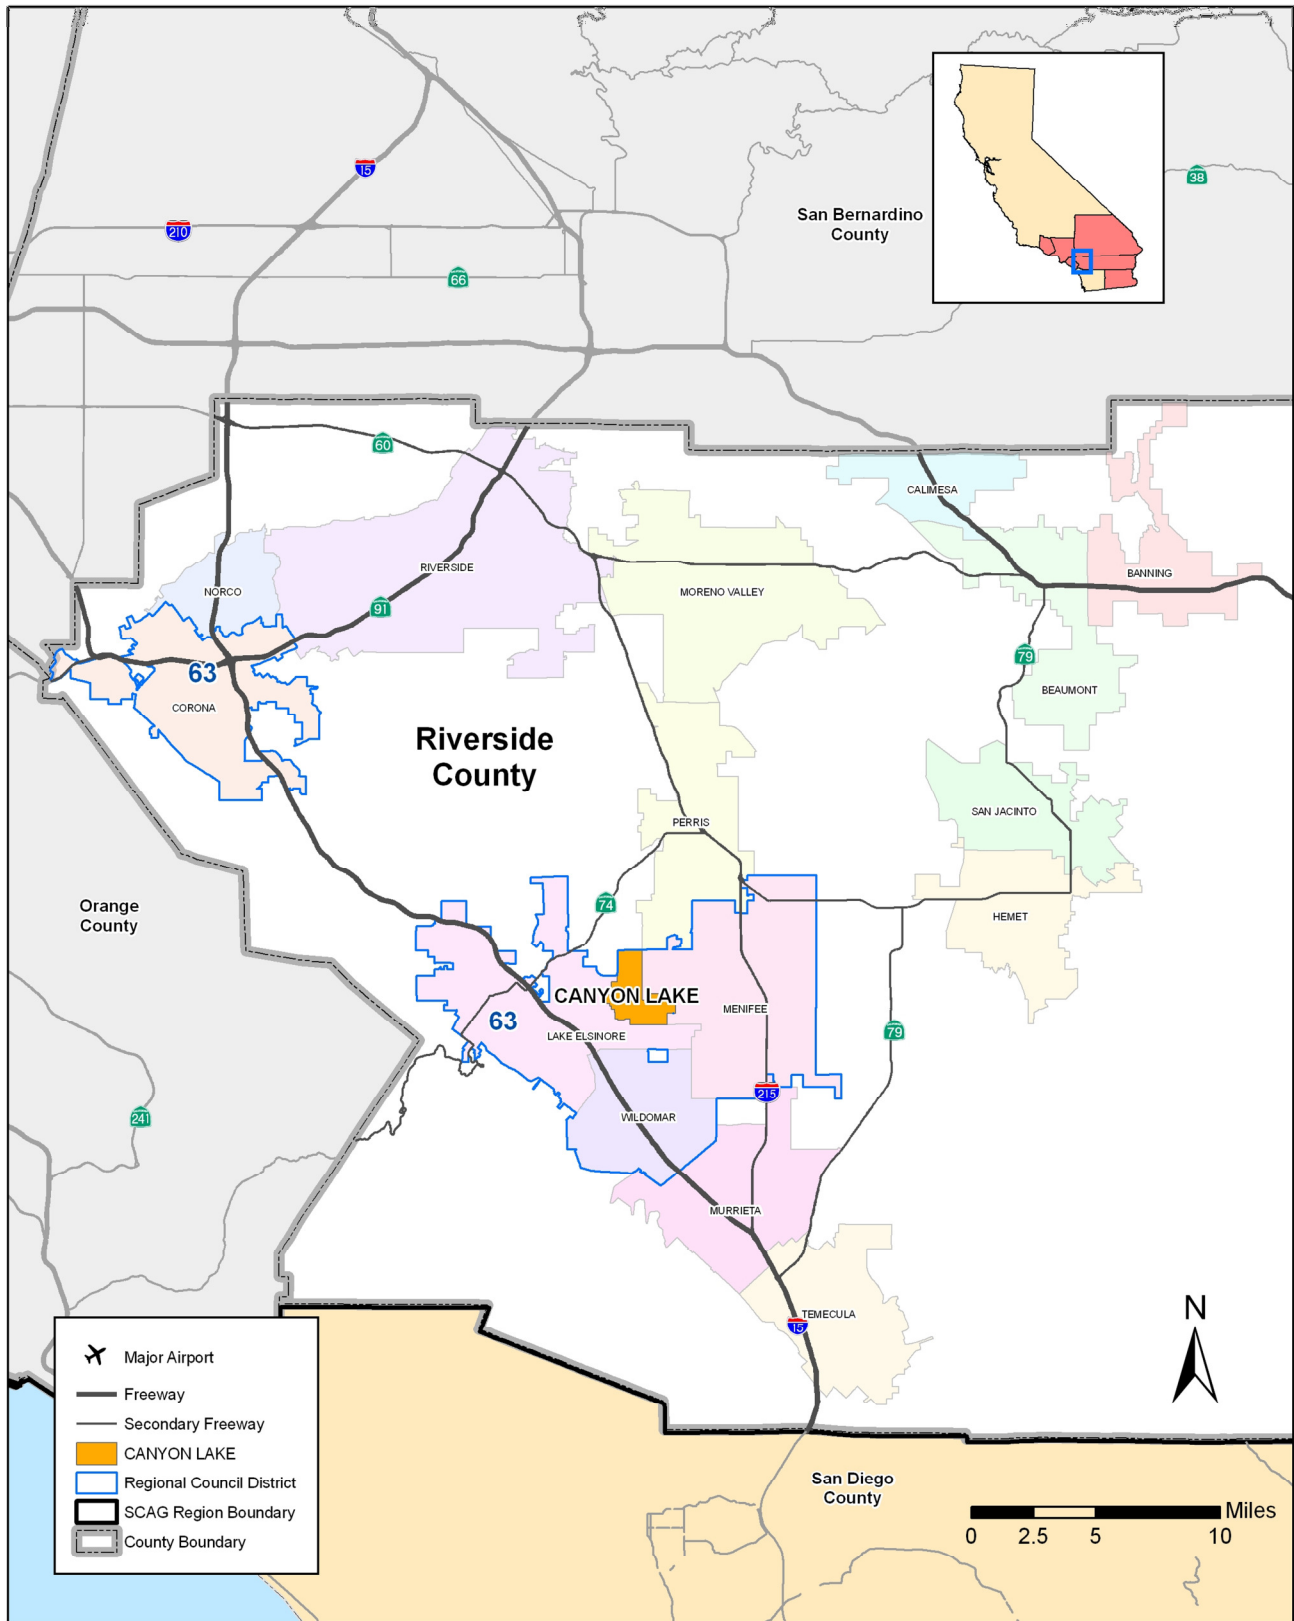 15
210
66
San Bernardino
County
38
60
CALIMESA
RIVERSIDE
BANNING
NORCO
MORENO VALLEY
91
79
63
BEAUMONT
CORONA
Riverside
County
SAN JACINTO
PERRIS
74
Orange
County
HEMET
CANYON LAKE
MENIFEE
63
LAKE ELSINORE
79
215
241
WILDOMAR
MURRIETA
N
TEMECULA
15
Major Airport
Freeway
Secondary Freeway
CANYON LAKE
Regional Council District
SCAG Region Boundary
County Boundary
San Diego
County
Miles
0 2.5 5 10